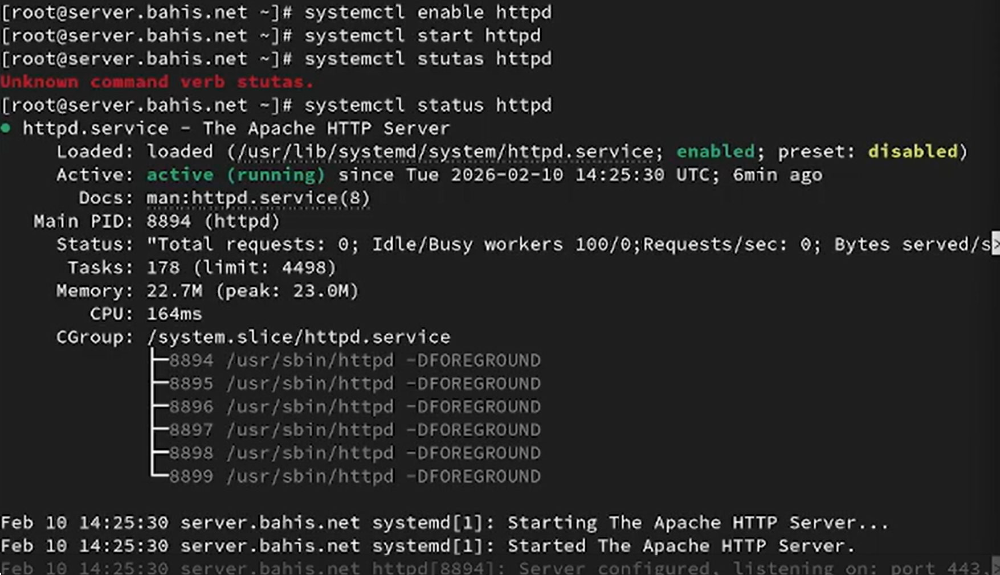 [root@server.bahis.net ~]# systemctl enable httpd
[root@server.bahis.net ~]# systemctl start httpd
[root@server.bahis.net ~]# systemctl stutas httpd
Unknown command verb stutas.
[root@server.bahis.net ~]# systemctl status httpd
● httpd.service - The Apache HTTP Server
Loaded: loaded (/usr/lib/systemd/system/httpd.service; enabled; preset: disabled)
Active: active (running) since Tue 2026-02-10 14:25:30 UTC; 6min ago
Docs: man:httpd.service(8)
Main PID: 8894 (httpd)
Status: "Total requests: 0; Idle/Busy workers 100/0;Requests/sec: 0; Bytes served/s>
Tasks: 178 (limit: 4498)
Memory: 22.7M (peak: 23.0M)
CPU: 164ms
CGroup: /system.slice/httpd.service
├─8894 /usr/sbin/httpd -DFOREGROUND
├─8895 /usr/sbin/httpd -DFOREGROUND
├─8896 /usr/sbin/httpd -DFOREGROUND
├─8897 /usr/sbin/httpd -DFOREGROUND
├─8898 /usr/sbin/httpd -DFOREGROUND
└─8899 /usr/sbin/httpd -DFOREGROUND
Feb 10 14:25:30 server.bahis.net systemd[1]: Starting The Apache HTTP Server...
Feb 10 14:25:30 server.bahis.net systemd[1]: Started The Apache HTTP Server.
Feb 10 14:25:30 server.bahis.net httpd[8894]: Server configured, listening on: port 443,>